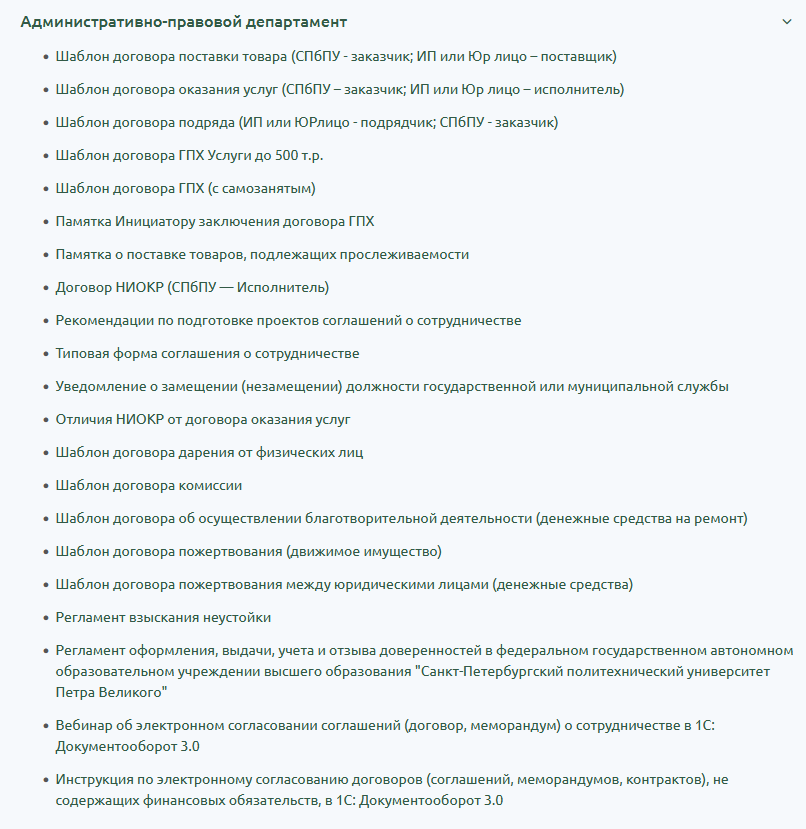 Административно-правовой департамент
• Шаблон договора поставки товара (СПбПУ - заказчик; ИП или Юр лицо – поставщик)
• Шаблон договора оказания услуг (СПбПУ – заказчик; ИП или Юр лицо – исполнитель)
• Шаблон договора подряда (ИП или ЮРлицо - подрядчик; СПбПУ - заказчик)
• Шаблон договора ГПХ Услуги до 500 т.р.
• Шаблон договора ГПХ (с самозанятым)
• Памятка Инициатору заключения договора ГПХ
• Памятка о поставке товаров, подлежащих прослеживаемости
• Договор НИОКР (СПбПУ — Исполнитель)
• Рекомендации по подготовке проектов соглашений о сотрудничестве
• Типовая форма соглашения о сотрудничестве
• Уведомление о замещении (незамещении) должности государственной или муниципальной службы
• Отличия НИОКР от договора оказания услуг
• Шаблон договора дарения от физических лиц
• Шаблон договора комиссии
• Шаблон договора об осуществлении благотворительной деятельности (денежные средства на ремонт)
• Шаблон договора пожертвования (движимое имущество)
• Шаблон договора пожертвования между юридическими лицами (денежные средства)
• Регламент взыскания неустойки
• Регламент оформления, выдачи, учета и отзыва доверенностей в федеральном государственном автономном
образовательном учреждении высшего образования "Санкт-Петербургский политехнический университет
Петра Великого"
• Вебинар об электронном согласовании соглашений (договор, меморандум) о сотрудничестве в 1С:
Документооборот 3.0
• Инструкция по электронному согласованию договоров (соглашений, меморандумов, контрактов), не
содержащих финансовых обязательств, в 1С: Документооборот 3.0